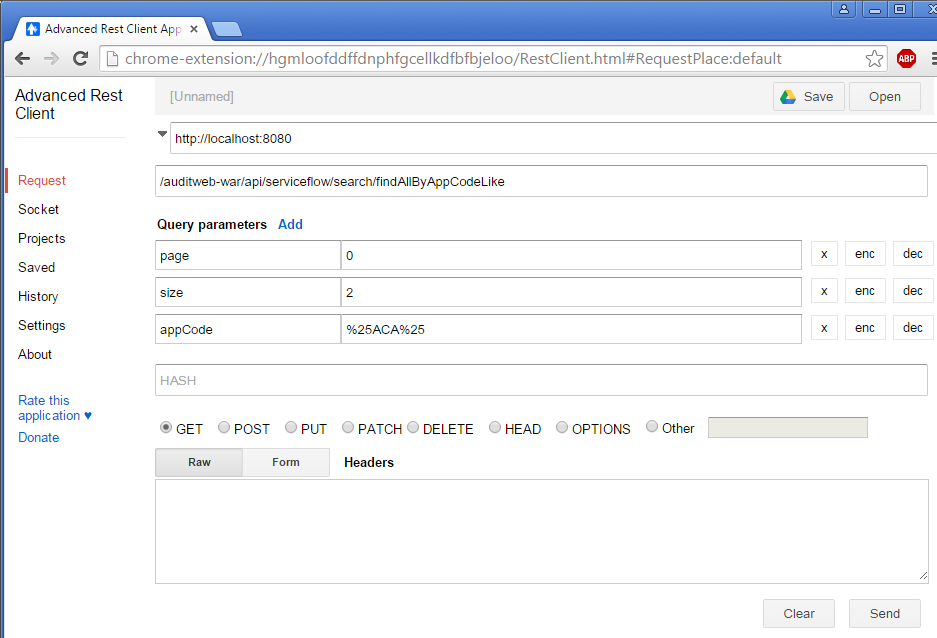 Advanced Rest Client App
chrome-extension://hgmloofddffdnphfgcellkdfbfbjeloo/RestClient.html#RequestPlace:default
ABP
Advanced Rest
Client
[Unnamed]
Save
Open
http://localhost:8080
/auditweb-war/api/serviceflow/search/findAllByAppCodeLike
Request
Socket
Projects
Saved
History
Settings
About
Rate this
application ♥
Donate
Query parameters Add
page 0 x enc dec
size 2 x enc dec
appCode %25ACA%25 x enc dec
HASH
GET POST PUT PATCH DELETE HEAD OPTIONS Other
Raw Form Headers
Clear Send